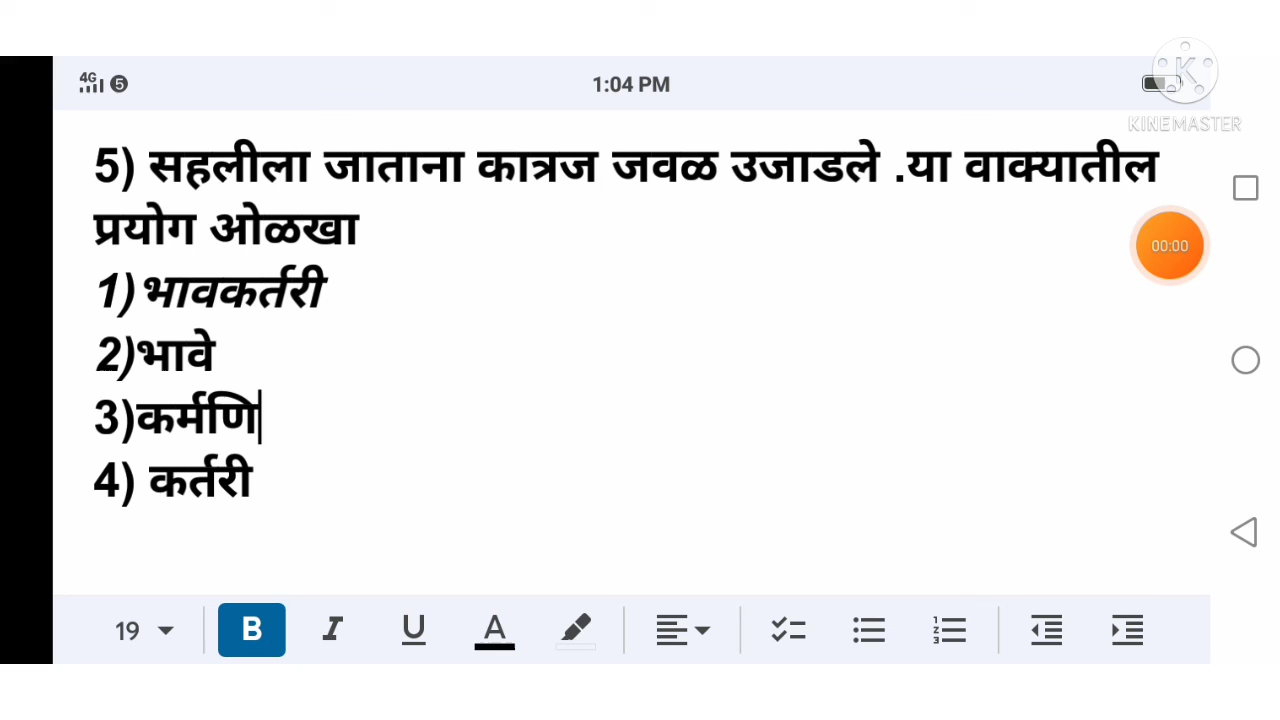 4G 5 1:04 PM
KINEMASTER
5) सहलीला जाताना कात्रज जवळ उजाडले .या वाक्यातील
प्रयोग ओळखा
00:00
1)भावकर्तरी
2)भावे
3)कर्मणि
4) कर्तरी
19 B I U A